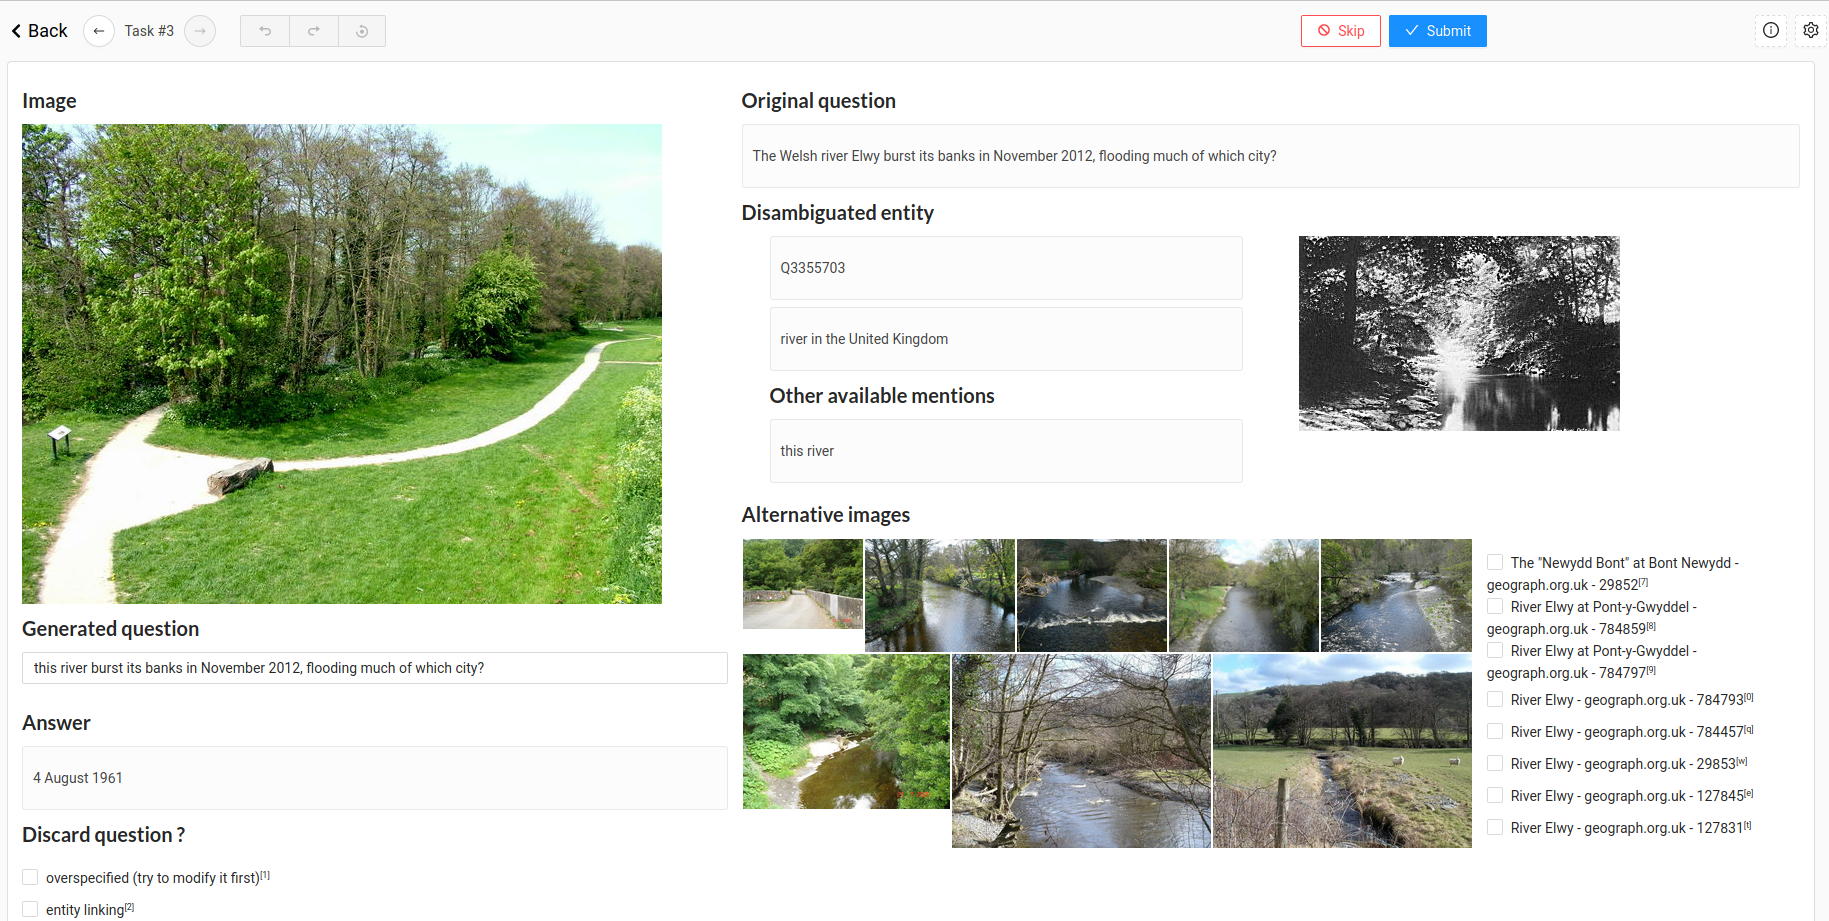 Back
Task #3
Skip
Submit
Image
Generated question
this river burst its banks in November 2012, flooding much of which city?
Answer
4 August 1961
Discard question ?
overspecified (try to modify it first)[1]
entity linking[2]
Original question
The Welsh river Elwy burst its banks in November 2012, flooding much of which city?
Disambiguated entity
Q3355703
river in the United Kingdom
Other available mentions
this river
Alternative images
The "Newydd Bont" at Bont Newydd -
geograph.org.uk - 29852[7]
River Elwy at Pont-y-Gwyddel -
geograph.org.uk - 784859[8]
River Elwy at Pont-y-Gwyddel -
geograph.org.uk - 784797[9]
River Elwy - geograph.org.uk - 784793[0]
River Elwy - geograph.org.uk - 784457[q]
River Elwy - geograph.org.uk - 29853[w]
River Elwy - geograph.org.uk - 127845[e]
River Elwy - geograph.org.uk - 127831[t]